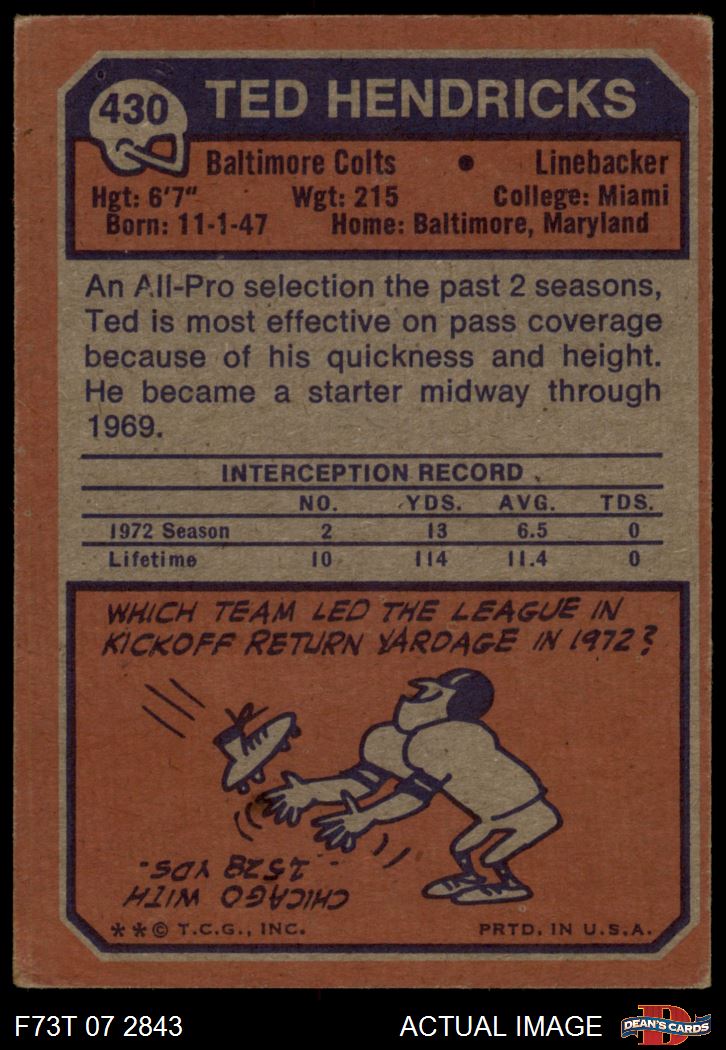 430
TED HENDRICKS
Baltimore Colts • Linebacker
Hgt: 6'7" Wgt: 215 College: Miami
Born: 11-1-47 Home: Baltimore, Maryland
An All-Pro selection the past 2 seasons,
Ted is most effective on pass coverage
because of his quickness and height.
He became a starter midway through
1969.
INTERCEPTION RECORD
NO. YDS. AVG. TDS.
1972 Season 2 13 6.5 0
Lifetime 10 114 11.4 0
WHICH TEAM LED THE LEAGUE IN
KICKOFF RETURN YARDAGE IN 1972?
CHICAGO WITH
1528 YDS.
**© T.C.G., INC. PRTD. IN U.S.A.
F73T 07 2843 ACTUAL IMAGE
D
DEAN'S CARDS